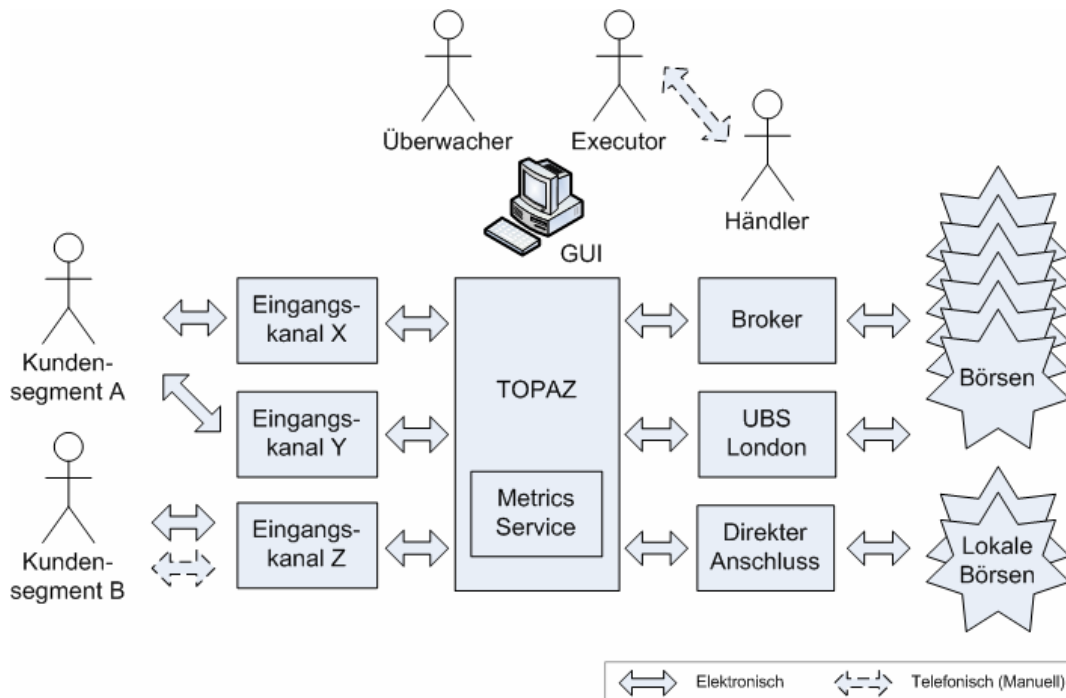 Überwacher
Executor
Händler
GUI
Kunden-
segment A
Eingangs-
kanal X
Broker
Börsen
TOPAZ
Eingangs-
kanal Y
UBS
London
Kunden-
segment B
Eingangs-
kanal Z
Metrics
Service
Direkter
Anschluss
Lokale
Börsen
Elektronisch
Telefonisch (Manuell)